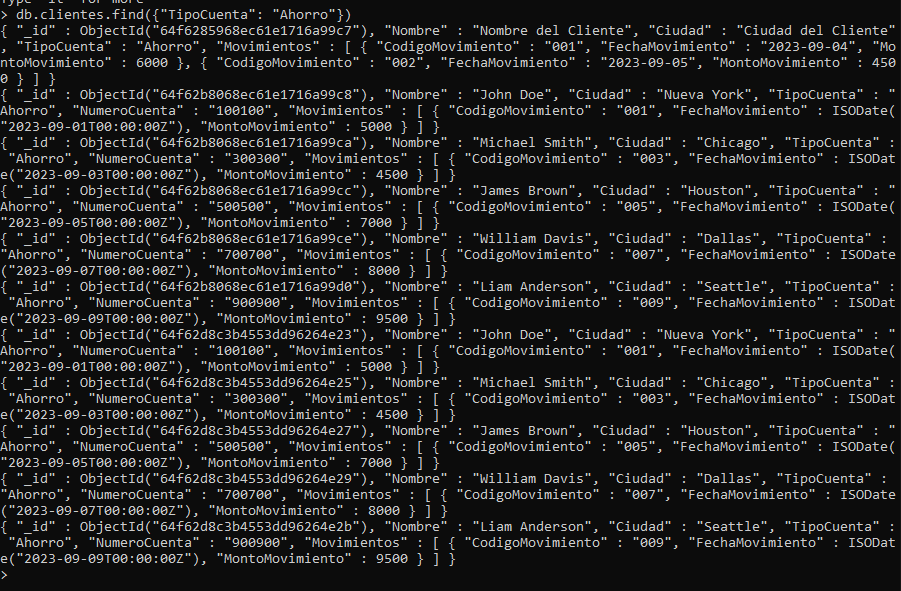 Type "it" for more
> db.clientes.find({"TipoCuenta": "Ahorro"})
{ "_id" : ObjectId("64f6285968ec61e1716a99c7"), "Nombre" : "Nombre del Cliente", "Ciudad" : "Ciudad del Cliente"
, "TipoCuenta" : "Ahorro", "Movimientos" : [ { "CodigoMovimiento" : "001", "FechaMovimiento" : "2023-09-04", "Mo
ntoMovimiento" : 6000 }, { "CodigoMovimiento" : "002", "FechaMovimiento" : "2023-09-05", "MontoMovimiento" : 450
0 } ] }
{ "_id" : ObjectId("64f62b8068ec61e1716a99c8"), "Nombre" : "John Doe", "Ciudad" : "Nueva York", "TipoCuenta" : "
Ahorro", "NumeroCuenta" : "100100", "Movimientos" : [ { "CodigoMovimiento" : "001", "FechaMovimiento" : ISODate(
"2023-09-01T00:00:00Z"), "MontoMovimiento" : 5000 } ] }
{ "_id" : ObjectId("64f62b8068ec61e1716a99ca"), "Nombre" : "Michael Smith", "Ciudad" : "Chicago", "TipoCuenta" :
 "Ahorro", "NumeroCuenta" : "300300", "Movimientos" : [ { "CodigoMovimiento" : "003", "FechaMovimiento" : ISODat
e("2023-09-03T00:00:00Z"), "MontoMovimiento" : 4500 } ] }
{ "_id" : ObjectId("64f62b8068ec61e1716a99cc"), "Nombre" : "James Brown", "Ciudad" : "Houston", "TipoCuenta" : "
Ahorro", "NumeroCuenta" : "500500", "Movimientos" : [ { "CodigoMovimiento" : "005", "FechaMovimiento" : ISODate(
"2023-09-05T00:00:00Z"), "MontoMovimiento" : 7000 } ] }
{ "_id" : ObjectId("64f62b8068ec61e1716a99ce"), "Nombre" : "William Davis", "Ciudad" : "Dallas", "TipoCuenta" :
"Ahorro", "NumeroCuenta" : "700700", "Movimientos" : [ { "CodigoMovimiento" : "007", "FechaMovimiento" : ISODate
("2023-09-07T00:00:00Z"), "MontoMovimiento" : 8000 } ] }
{ "_id" : ObjectId("64f62b8068ec61e1716a99d0"), "Nombre" : "Liam Anderson", "Ciudad" : "Seattle", "TipoCuenta" :
 "Ahorro", "NumeroCuenta" : "900900", "Movimientos" : [ { "CodigoMovimiento" : "009", "FechaMovimiento" : ISODat
e("2023-09-09T00:00:00Z"), "MontoMovimiento" : 9500 } ] }
{ "_id" : ObjectId("64f62d8c3b4553dd96264e23"), "Nombre" : "John Doe", "Ciudad" : "Nueva York", "TipoCuenta" : "
Ahorro", "NumeroCuenta" : "100100", "Movimientos" : [ { "CodigoMovimiento" : "001", "FechaMovimiento" : ISODate(
"2023-09-01T00:00:00Z"), "MontoMovimiento" : 5000 } ] }
{ "_id" : ObjectId("64f62d8c3b4553dd96264e25"), "Nombre" : "Michael Smith", "Ciudad" : "Chicago", "TipoCuenta" :
 "Ahorro", "NumeroCuenta" : "300300", "Movimientos" : [ { "CodigoMovimiento" : "003", "FechaMovimiento" : ISODat
e("2023-09-03T00:00:00Z"), "MontoMovimiento" : 4500 } ] }
{ "_id" : ObjectId("64f62d8c3b4553dd96264e27"), "Nombre" : "James Brown", "Ciudad" : "Houston", "TipoCuenta" : "
Ahorro", "NumeroCuenta" : "500500", "Movimientos" : [ { "CodigoMovimiento" : "005", "FechaMovimiento" : ISODate(
"2023-09-05T00:00:00Z"), "MontoMovimiento" : 7000 } ] }
{ "_id" : ObjectId("64f62d8c3b4553dd96264e29"), "Nombre" : "William Davis", "Ciudad" : "Dallas", "TipoCuenta" :
"Ahorro", "NumeroCuenta" : "700700", "Movimientos" : [ { "CodigoMovimiento" : "007", "FechaMovimiento" : ISODate
("2023-09-07T00:00:00Z"), "MontoMovimiento" : 8000 } ] }
{ "_id" : ObjectId("64f62d8c3b4553dd96264e2b"), "Nombre" : "Liam Anderson", "Ciudad" : "Seattle", "TipoCuenta" :
 "Ahorro", "NumeroCuenta" : "900900", "Movimientos" : [ { "CodigoMovimiento" : "009", "FechaMovimiento" : ISODat
e("2023-09-09T00:00:00Z"), "MontoMovimiento" : 9500 } ] }
>